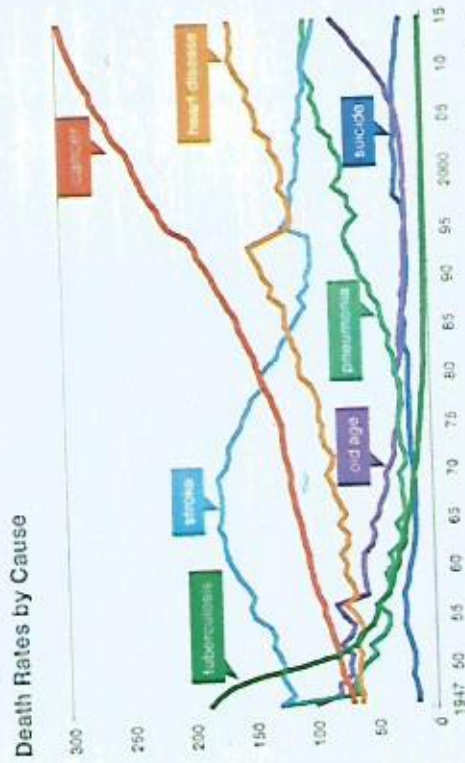 Death Rates by Cause
300
250
200
150
100
50
0
cancer
heart disease
stroke
tuberculosis
pneumonia
old age
suicide
1947 50 55 60 65 70 75 80 85 90 95 2000 05 10 15